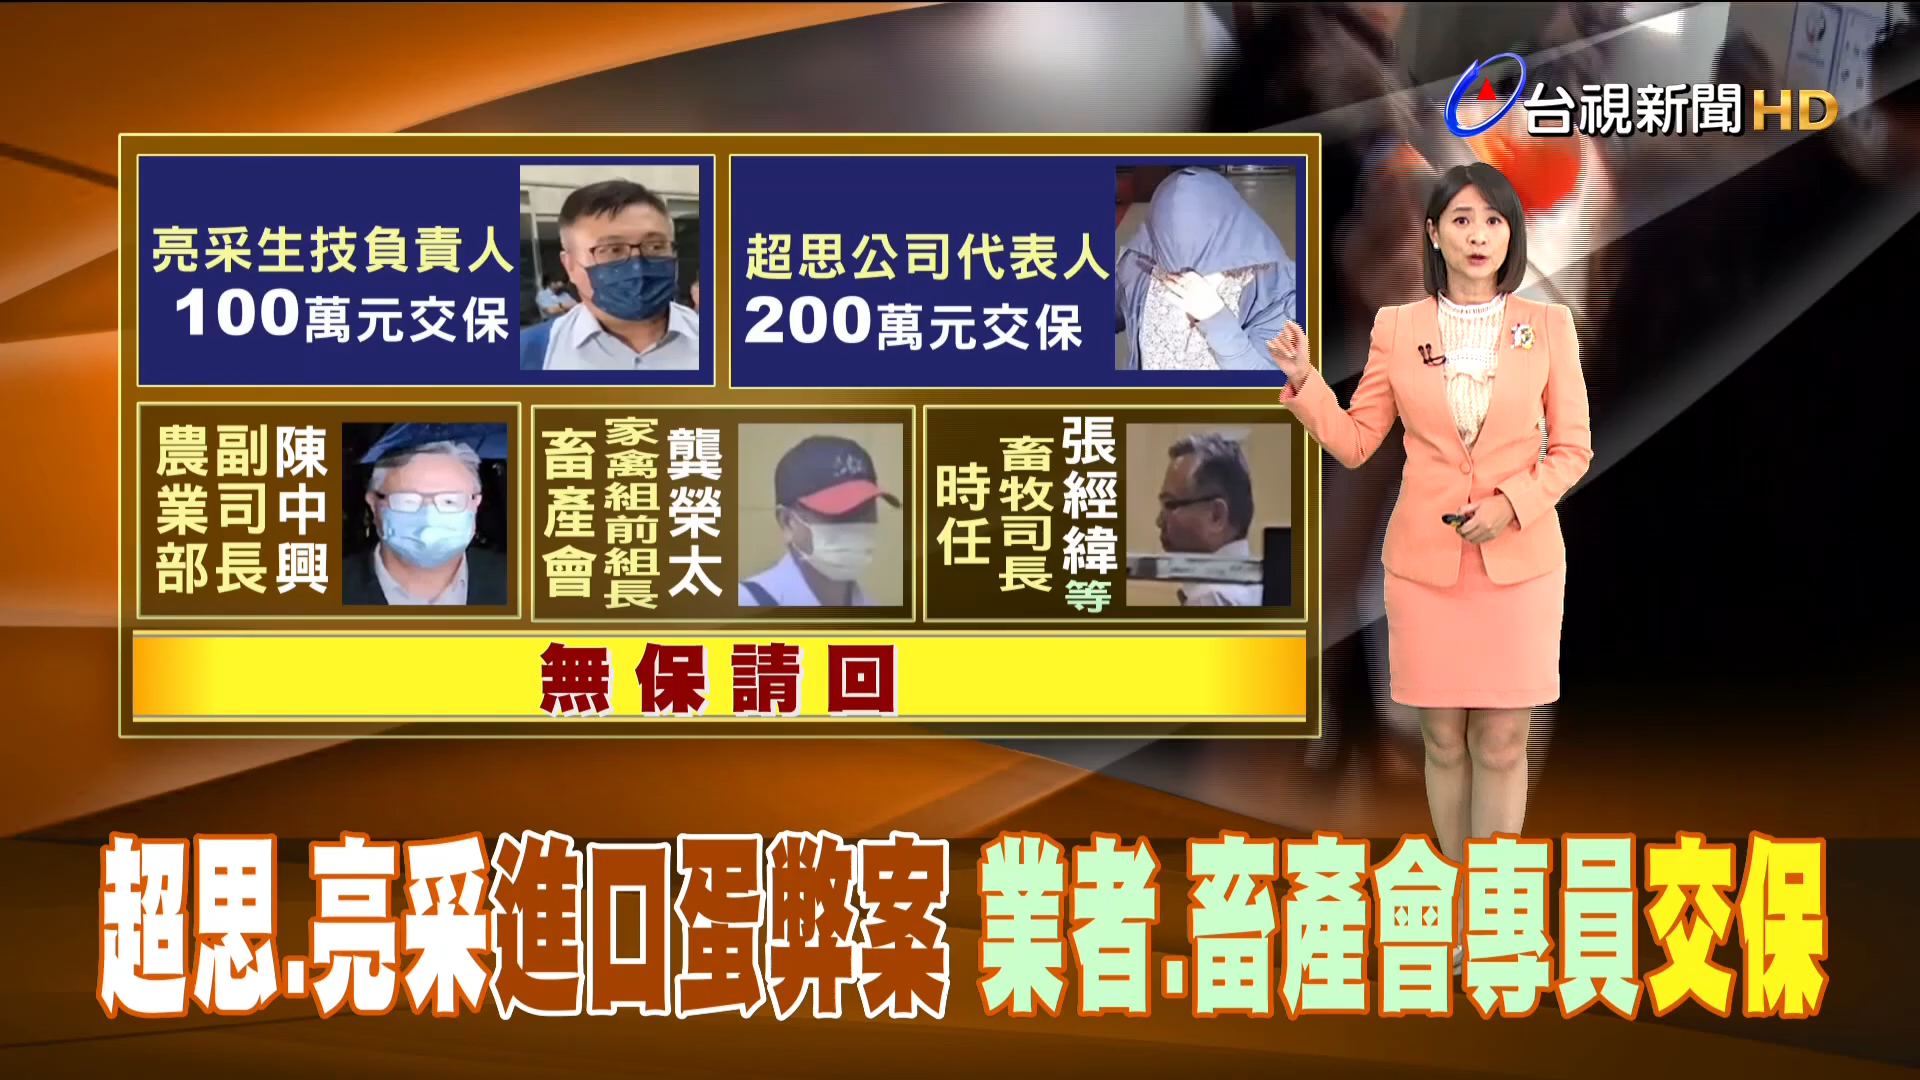 台視新聞HD
亮采生技負責人
100萬元交保
超思公司代表人
200萬元交保
農業部
副司長
陳中興
畜產會
家禽組前組長
龔榮太
時任
畜牧司長
張經緯等
無保請回
超思.亮采進口蛋弊案 業者.畜產會專員交保